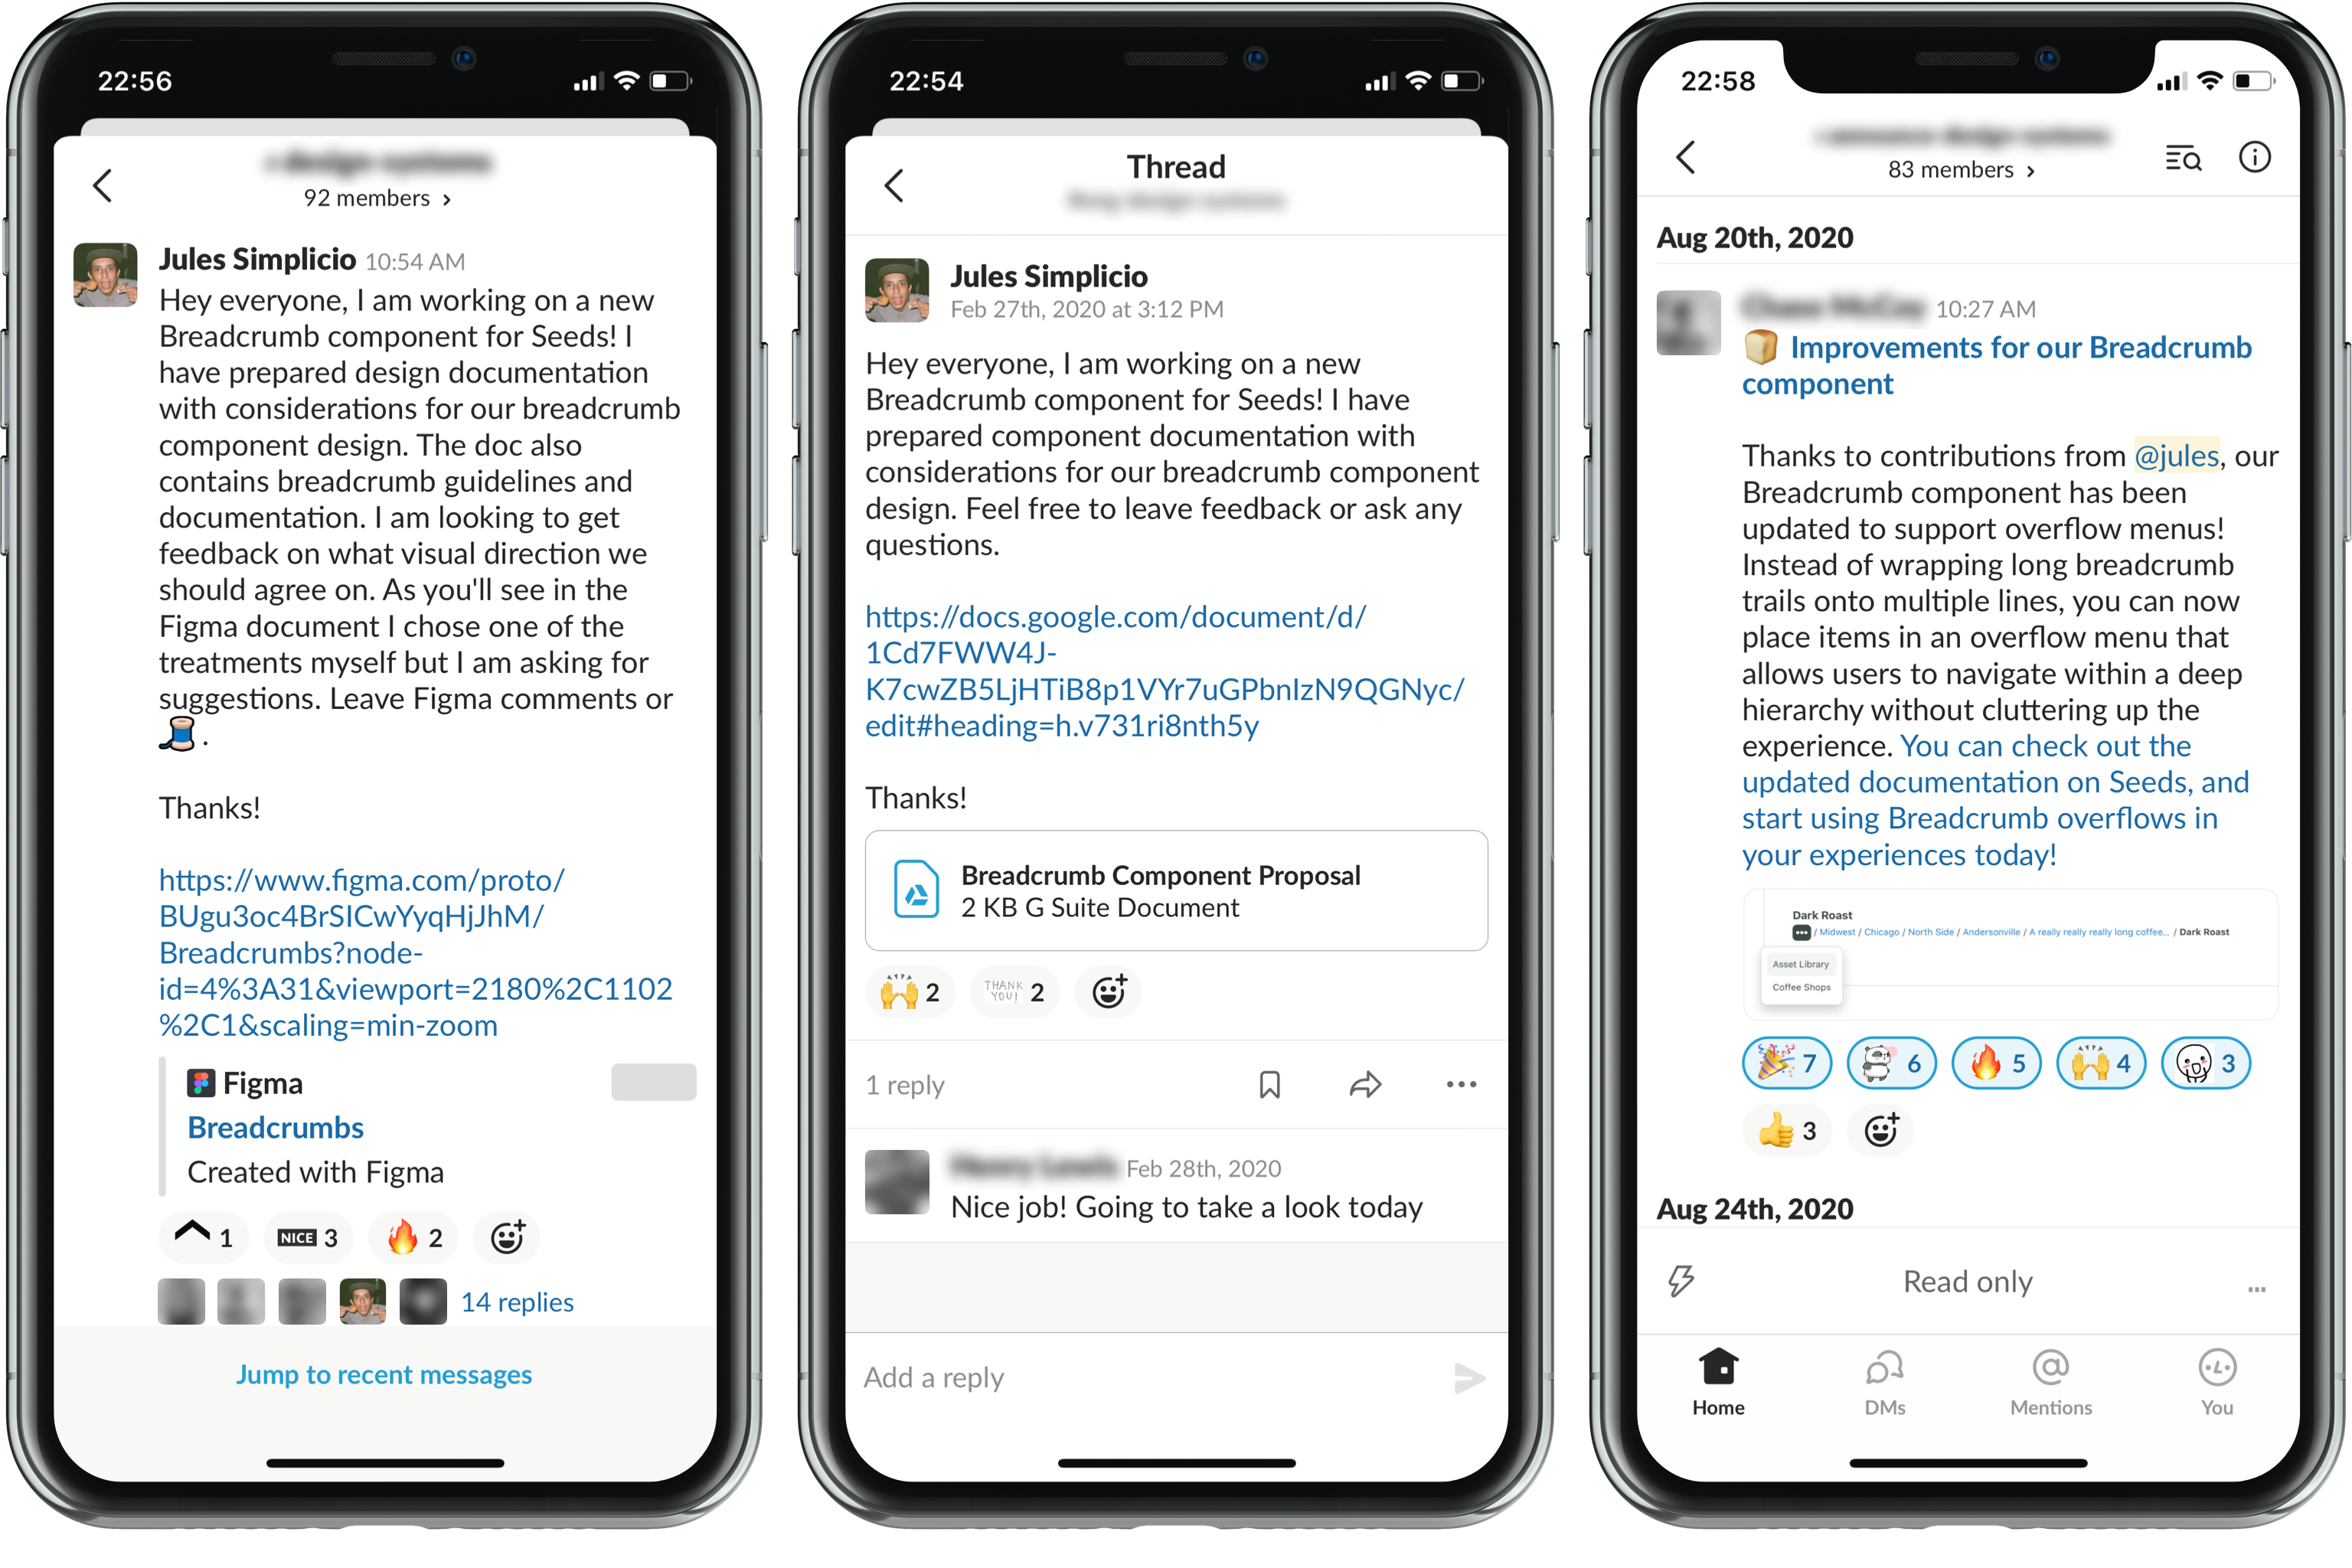 22:56
92 members >
Jules Simplicio 10:54 AM
Hey everyone, I am working on a new
Breadcrumb component for Seeds! I
have prepared design documentation
with considerations for our breadcrumb
component design. The doc also
contains breadcrumb guidelines and
documentation. I am looking to get
feedback on what visual direction we
should agree on. As you'll see in the
Figma document I chose one of the
treatments myself but I am asking for
suggestions. Leave Figma comments or
🧵 .
Thanks!
https://www.figma.com/proto/
BUgu3oc4BrSICwYyqHjJhM/
Breadcrumbs?node-
id=4%3A31&viewport=2180%2C1102
%2C1&scaling=min-zoom
Figma
Breadcrumbs
Created with Figma
1 NICE 3 🔥 2
14 replies
Jump to recent messages
22:54
Thread
Jules Simplicio
Feb 27th, 2020 at 3:12 PM
Hey everyone, I am working on a new
Breadcrumb component for Seeds! I have
prepared component documentation with
considerations for our breadcrumb component
design. Feel free to leave feedback or ask any
questions.
https://docs.google.com/document/d/
1Cd7FWW4J-
K7cwZB5LjHTiB8p1VYr7uGPbnIzN9QGNyc/
edit#heading=h.v731ri8nth5y
Thanks!
Breadcrumb Component Proposal
2 KB G Suite Document
🙌 2 THANK YOU! 2
1 reply
Feb 28th, 2020
Nice job! Going to take a look today
Add a reply
22:58
83 members >
Aug 20th, 2020
10:27 AM
🍞 Improvements for our Breadcrumb
component
Thanks to contributions from @jules, our
Breadcrumb component has been
updated to support overflow menus!
Instead of wrapping long breadcrumb
trails onto multiple lines, you can now
place items in an overflow menu that
allows users to navigate within a deep
hierarchy without cluttering up the
experience. You can check out the
updated documentation on Seeds, and
start using Breadcrumb overflows in
your experiences today!
Dark Roast
••• / Midwest / Chicago / North Side / Andersonville / A really really really long coffee... / Dark Roast
Asset Library
Coffee Shops
🎉 7 6 🔥 5 🙌 4 3
👍 3
Aug 24th, 2020
Read only
Home DMs Mentions You